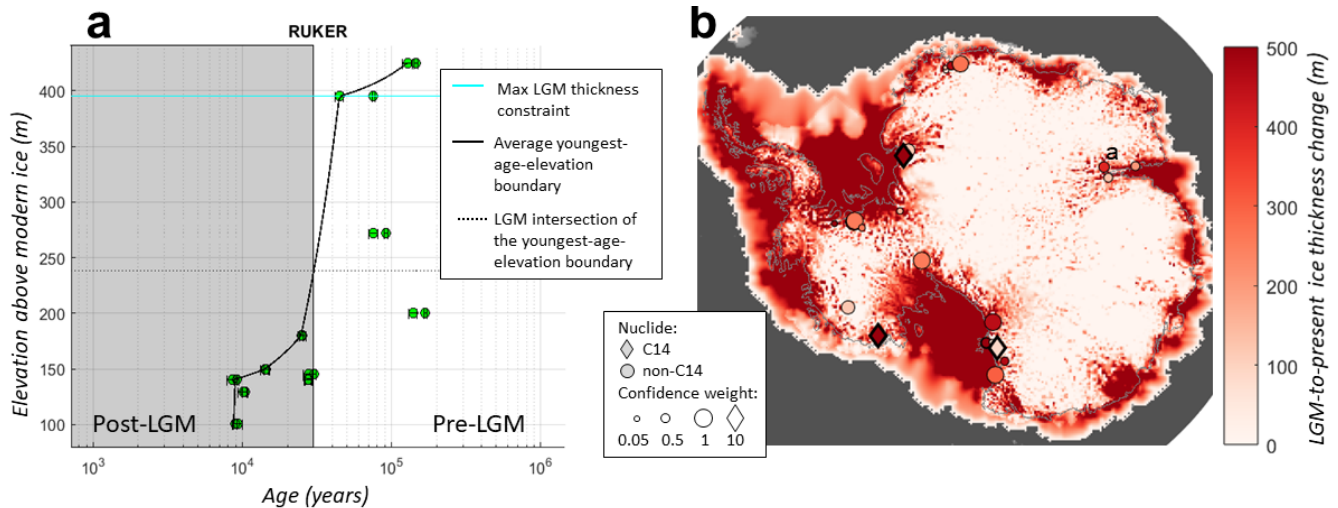 a
RUKER
b
Elevation above modern ice (m)
400
350
300
250
200
150
100
Max LGM thickness
constraint
Average youngest-
age-elevation
boundary
LGM intersection of
the youngest-age-
elevation boundary
Post-LGM
Pre-LGM
10³
10⁴
10⁵
10⁶
Age (years)
Nuclide:
C14
non-C14
Confidence weight:
0.05 0.5 1 10
a
500
400
300
200
100
0
LGM-to-present ice thickness change (m)